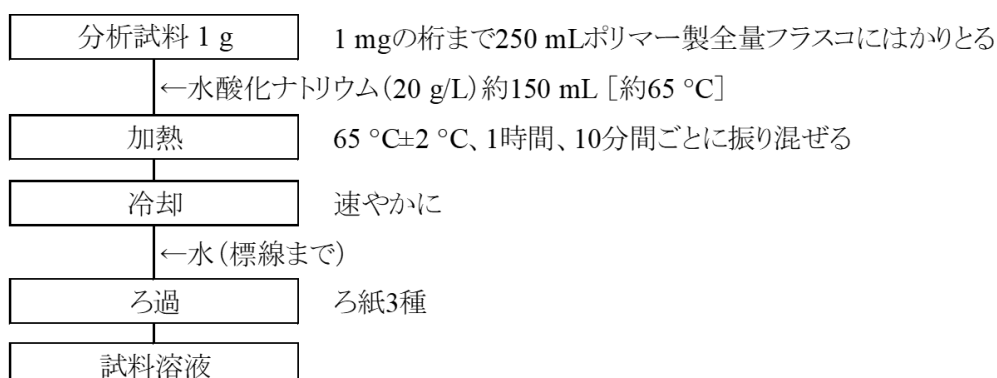 分析試料 1 g 1 mgの桁まで250 mLポリマー製全量フラスコにはかりとる
←水酸化ナトリウム(20 g/L)約150 mL [約65 °C]
加熱 65 °C±2 °C、1時間、10分間ごとに振り混ぜる
冷却 速やかに
←水(標線まで)
ろ過 ろ紙3種
試料溶液